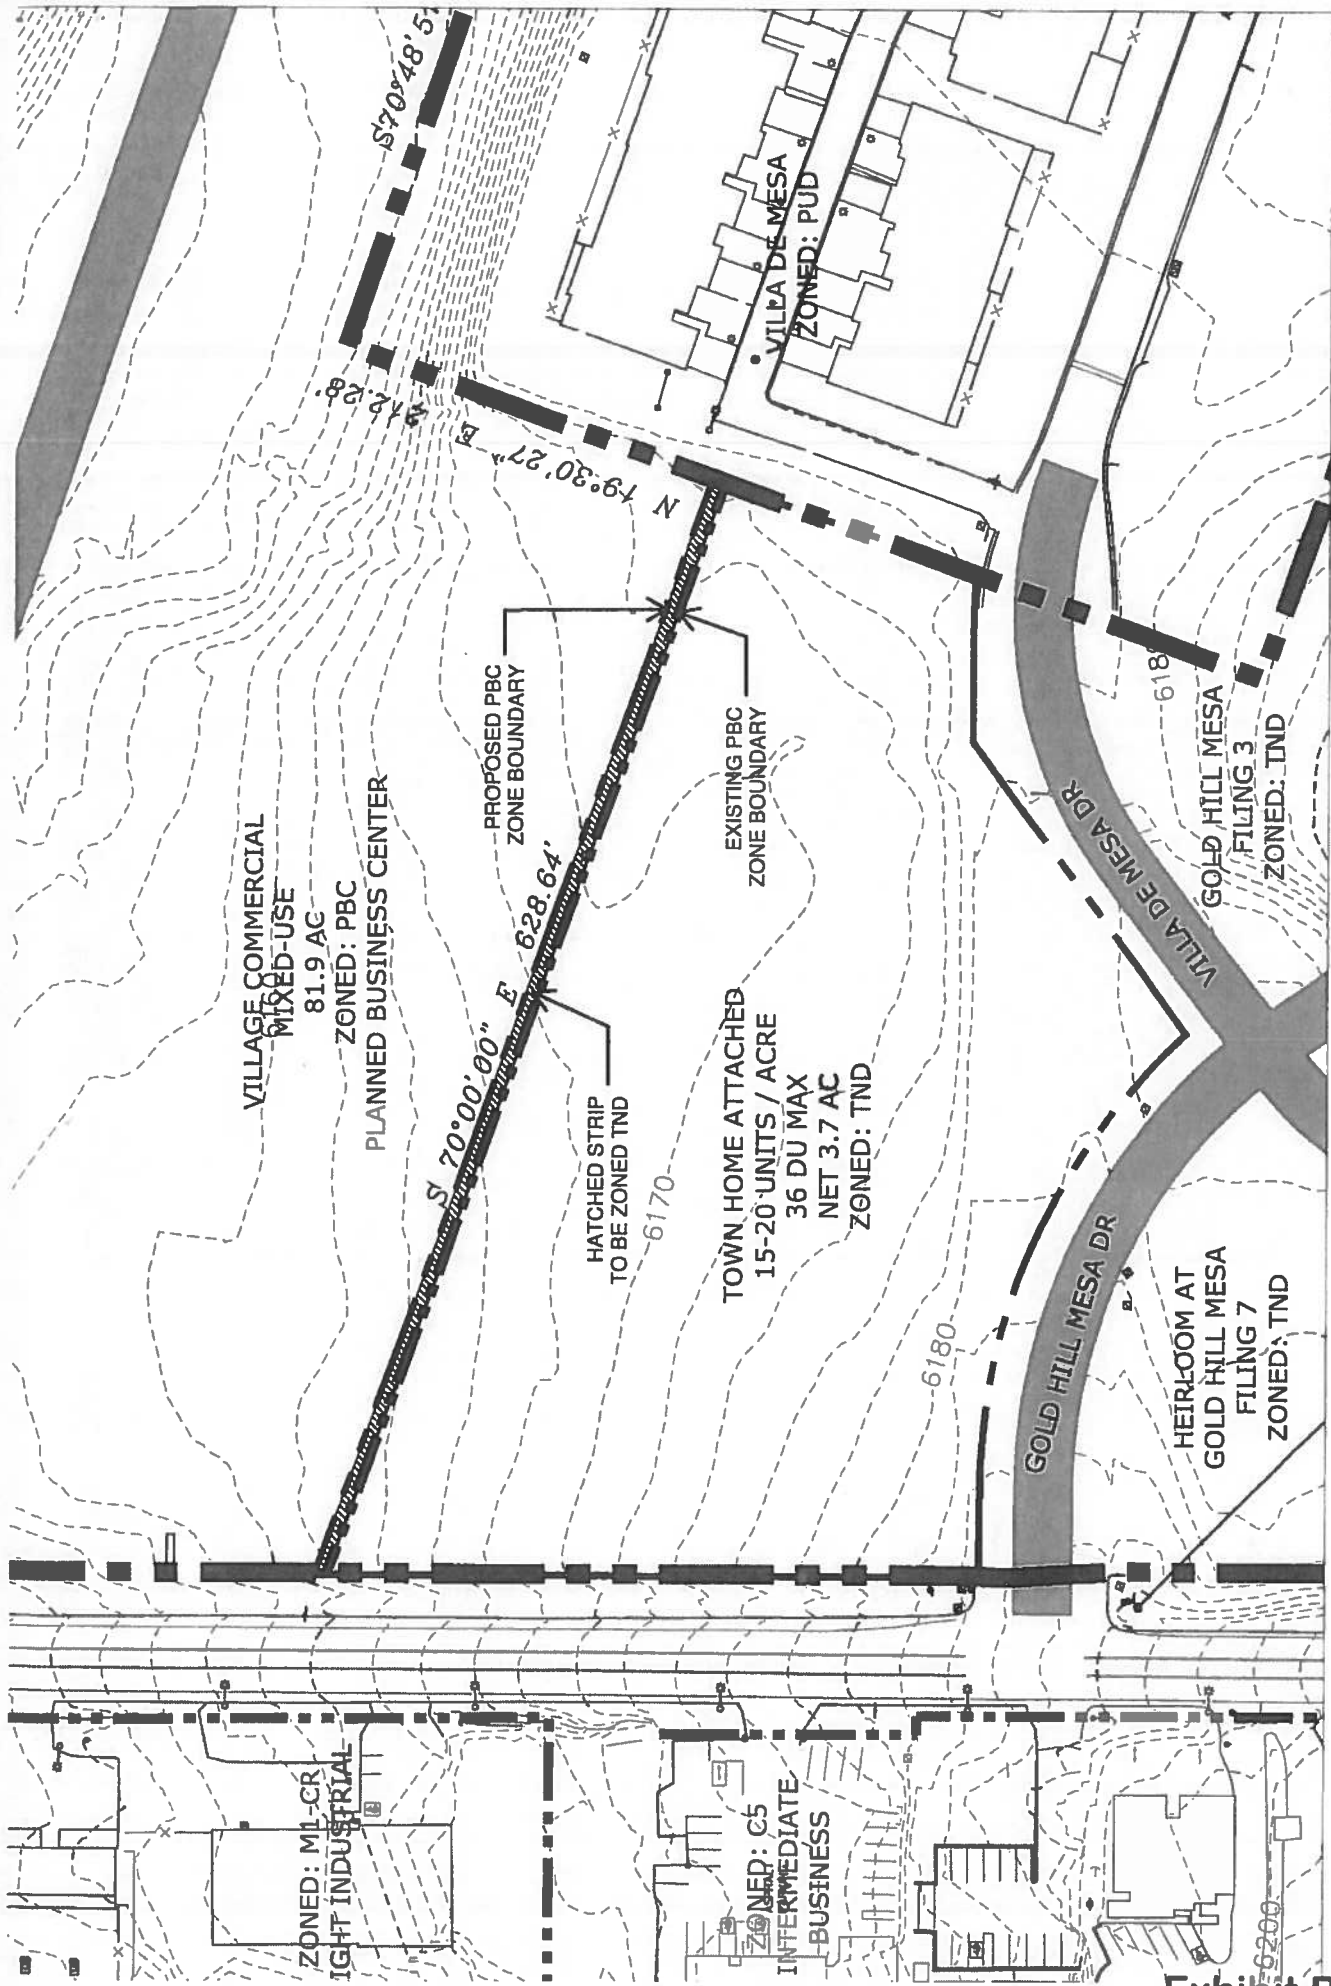 S70°48'5
12.28'
N 19°30'27" E
VILLA DE MESA
ZONED: PUD
PROPOSED PBC
ZONE BOUNDARY
EXISTING PBC
ZONE BOUNDARY
VILLAGE COMMERCIAL
MIXED-USE
81.9 AC
ZONED: PBC
PLANNED BUSINESS CENTER
S 70°00'00" E 628.64'
HATCHED STRIP
TO BE ZONED TND
6170
TOWN HOME ATTACHED
15-20 UNITS / ACRE
36 DU MAX
NET 3.7 AC
ZONED: TND
6180
618
VILLA DE MESA DR
GOLD HILL MESA
FILING 3
ZONED: TND
GOLD HILL MESA DR
HEIRLOOM AT
GOLD HILL MESA
FILING 7
ZONED: TND
ZONED: M1-CR
IGHT INDUSTRIAL
ZONED: C5
INTERMEDIATE
BUSINESS
6200
Exhibit